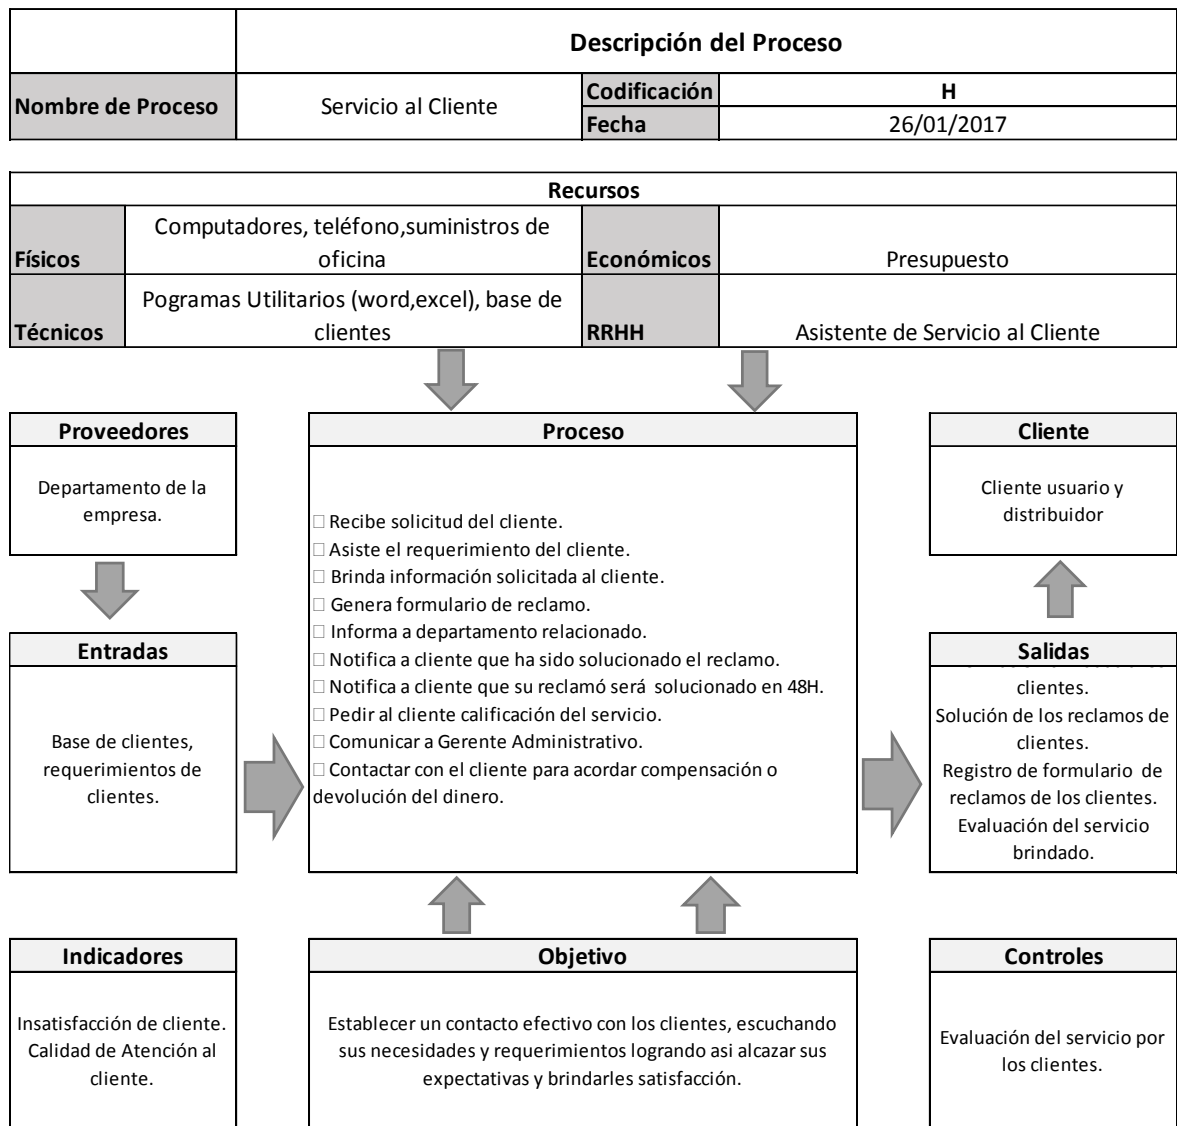 Descripción del Proceso
Nombre de Proceso
Servicio al Cliente
Codificación
H
Fecha
26/01/2017
Recursos
Físicos
Computadores, teléfono,suministros de
oficina
Económicos
Presupuesto
Técnicos
Pogramas Utilitarios (word,excel), base de
clientes
RRHH
Asistente de Servicio al Cliente
Proveedores
Departamento de la
empresa.
Proceso
Recibe solicitud del cliente.
Asiste el requerimiento del cliente.
Brinda información solicitada al cliente.
Genera formulario de reclamo.
Informa a departamento relacionado.
Notifica a cliente que ha sido solucionado el reclamo.
Notifica a cliente que su reclamó será solucionado en 48H.
Pedir al cliente calificación del servicio.
Comunicar a Gerente Administrativo.
Contactar con el cliente para acordar compensación o
devolución del dinero.
Cliente
Cliente usuario y
distribuidor
Entradas
Base de clientes,
requerimientos de
clientes.
Salidas
clientes.
Solución de los reclamos de
clientes.
Registro de formulario de
reclamos de los clientes.
Evaluación del servicio
brindado.
Indicadores
Insatisfacción de cliente.
Calidad de Atención al
cliente.
Objetivo
Establecer un contacto efectivo con los clientes, escuchando
sus necesidades y requerimientos logrando asi alcazar sus
expectativas y brindarles satisfacción.
Controles
Evaluación del servicio por
los clientes.